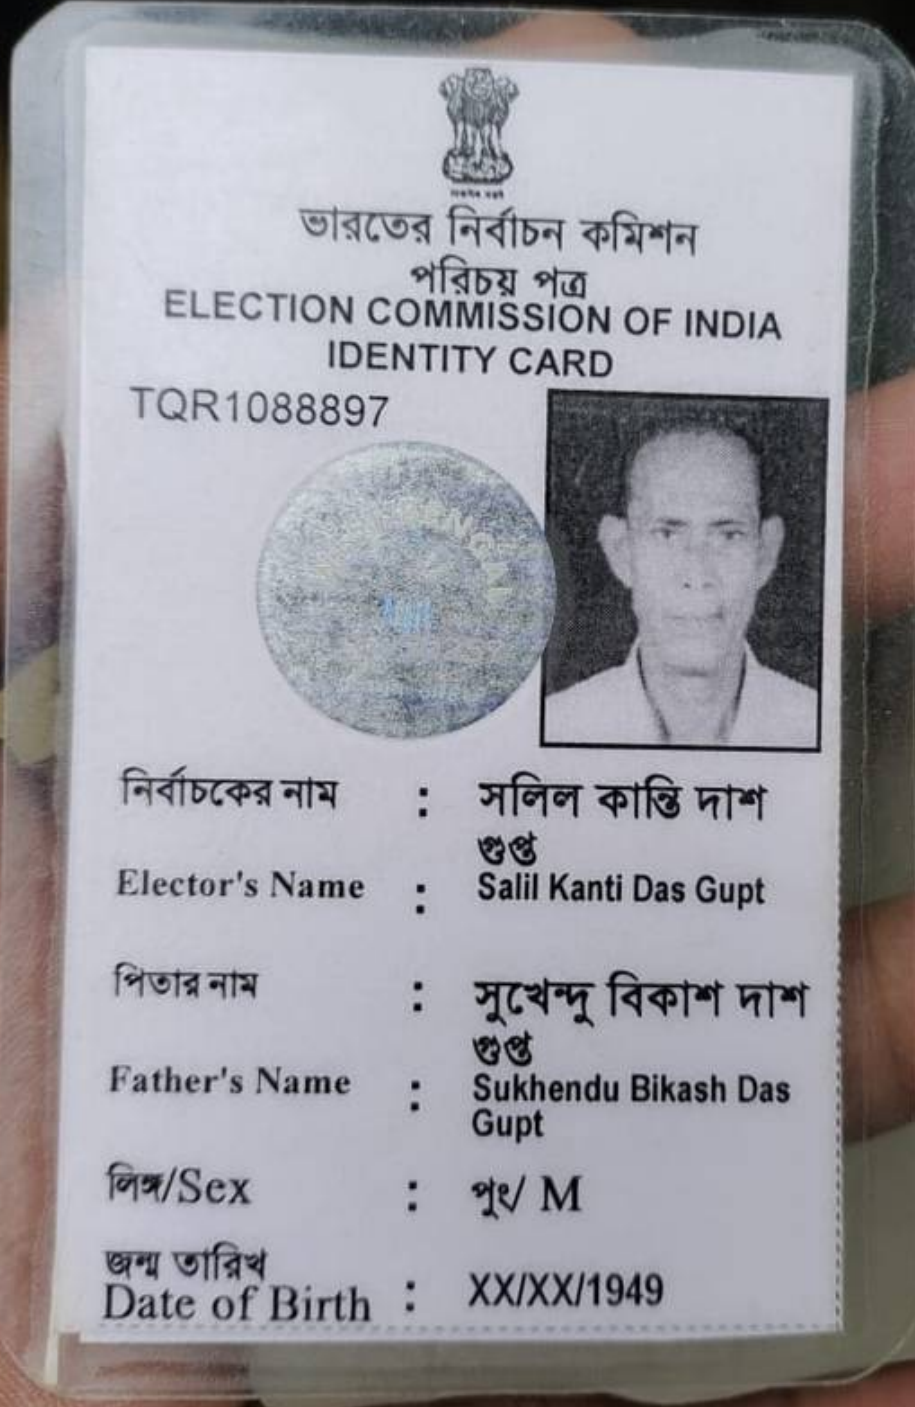 ভারতের নির্বাচন কমিশন
পরিচয় পত্র
ELECTION COMMISSION OF INDIA
IDENTITY CARD
TQR1088897
নির্বাচকের নাম : সলিল কান্তি দাশ
গুপ্ত
Elector's Name : Salil Kanti Das Gupt
পিতার নাম : সুখেন্দু বিকাশ দাশ
গুপ্ত
Father's Name : Sukhendu Bikash Das
Gupt
লিঙ্গ/Sex : পুং/ M
জন্ম তারিখ
Date of Birth : XX/XX/1949